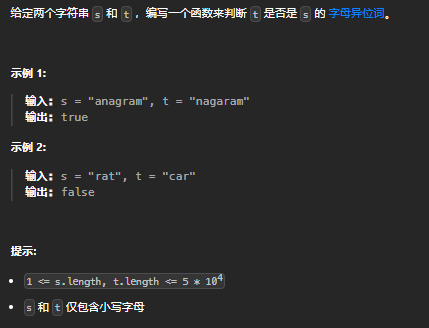 给定两个字符串 s 和 t ，编写一个函数来判断 t 是否是 s 的 字母异位词。
示例 1:
输入: s = "anagram", t = "nagaram"
输出: true
示例 2:
输入: s = "rat", t = "car"
输出: false
提示:
• 1 <= s.length, t.length <= 5 * 10⁴
• s 和 t 仅包含小写字母